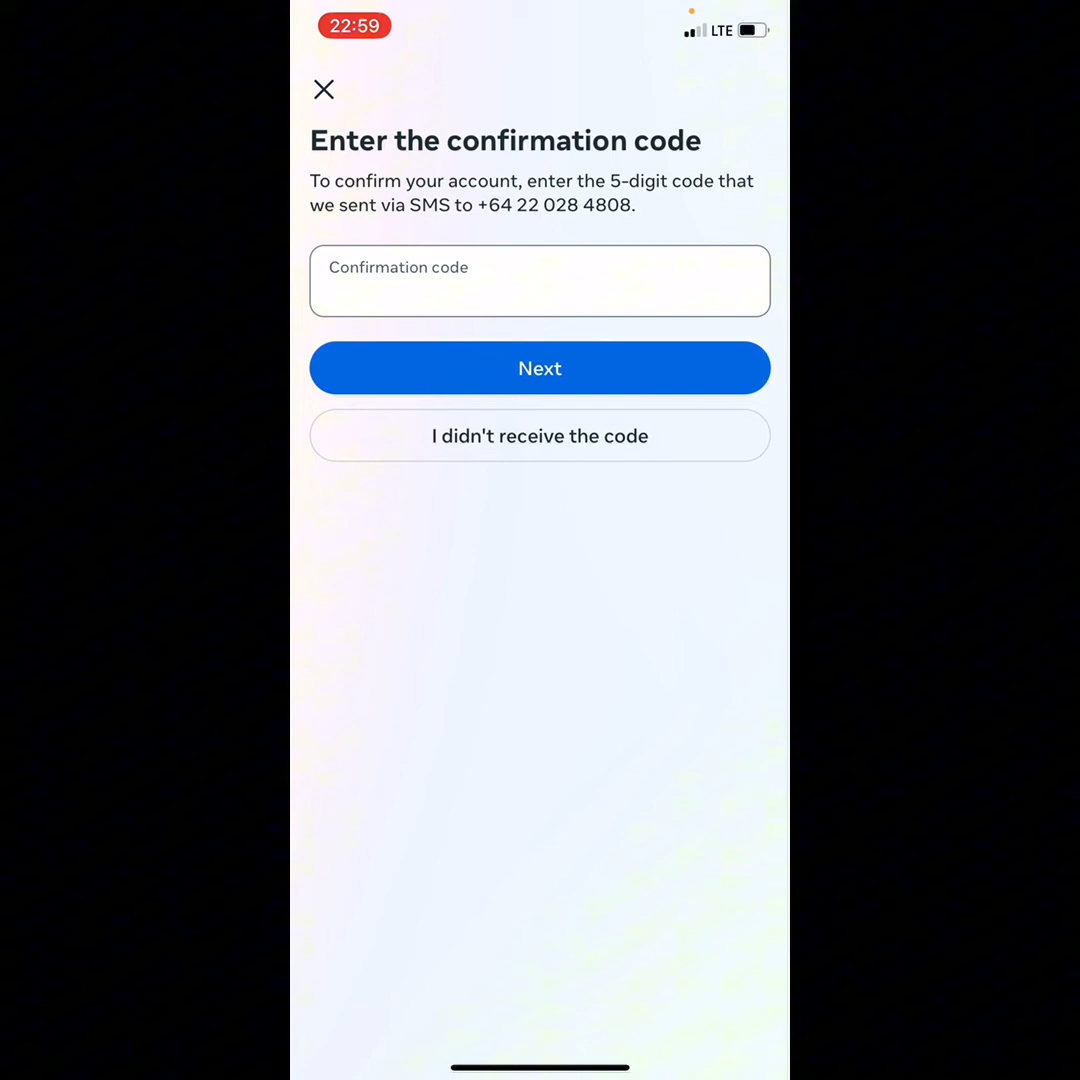 22:59
LTE
Enter the confirmation code
To confirm your account, enter the 5-digit code that
we sent via SMS to +64 22 028 4808.
Confirmation code
Next
I didn't receive the code